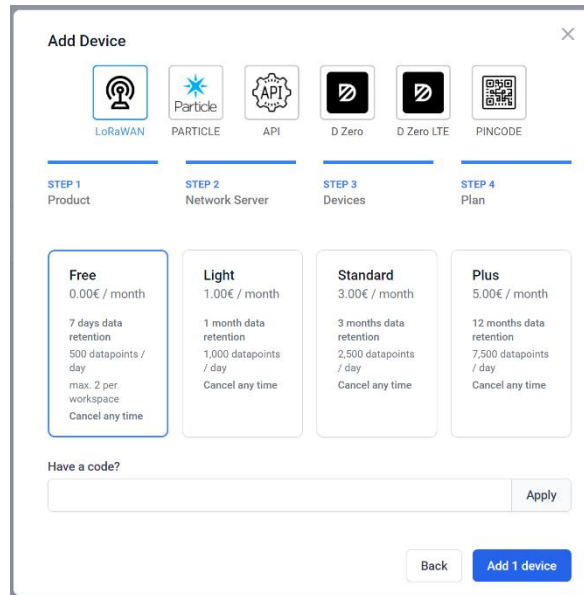 Add Device
Particle
API
LoRaWAN
PARTICLE
API
D Zero
D Zero LTE
PINCODE
STEP 1
Product
STEP 2
Network Server
STEP 3
Devices
STEP 4
Plan
Free
0.00€ / month
7 days data
retention
500 datapoints /
day
max. 2 per
workspace
Cancel any time
Light
1.00€ / month
1 month data
retention
1,000 datapoints
/ day
Cancel any time
Standard
3.00€ / month
3 months data
retention
2,500 datapoints
/ day
Cancel any time
Plus
5.00€ / month
12 months data
retention
7,500 datapoints
/ day
Cancel any time
Have a code?
Apply
Back
Add 1 device